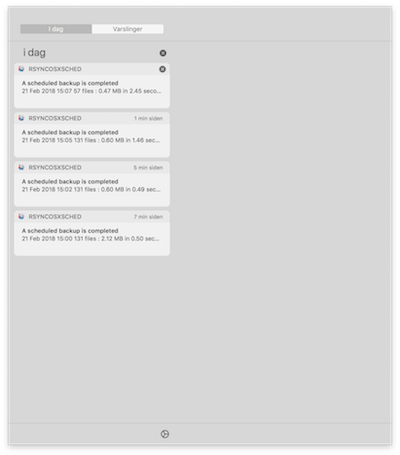 I dag
Varslinger
i dag
RSYNCOSXSCHED
A scheduled backup is completed
21 Feb 2018 15:07 57 files : 0.47 MB in 2.45 seco...
RSYNCOSXSCHED 1 min siden
A scheduled backup is completed
21 Feb 2018 15:05 131 files : 0.60 MB in 1.46 sec...
RSYNCOSXSCHED 5 min siden
A scheduled backup is completed
21 Feb 2018 15:02 131 files : 0.60 MB in 0.49 sec...
RSYNCOSXSCHED 7 min siden
A scheduled backup is completed
21 Feb 2018 15:00 131 files : 2.12 MB in 0.50 sec...